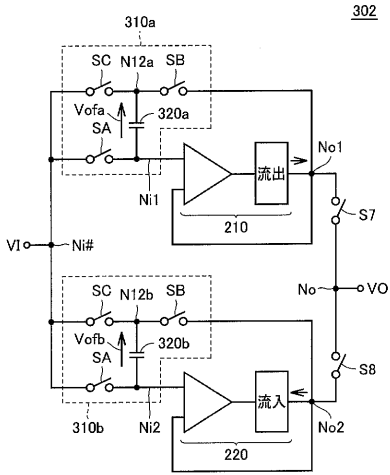 302
310a
SC
N12a
SB
Vofa
320a
SA
Ni1
流出
No1
210
S7
VI
Ni#
No
VO
SC
N12b
SB
Vofb
320b
SA
S8
310b
Ni2
流入
No2
220